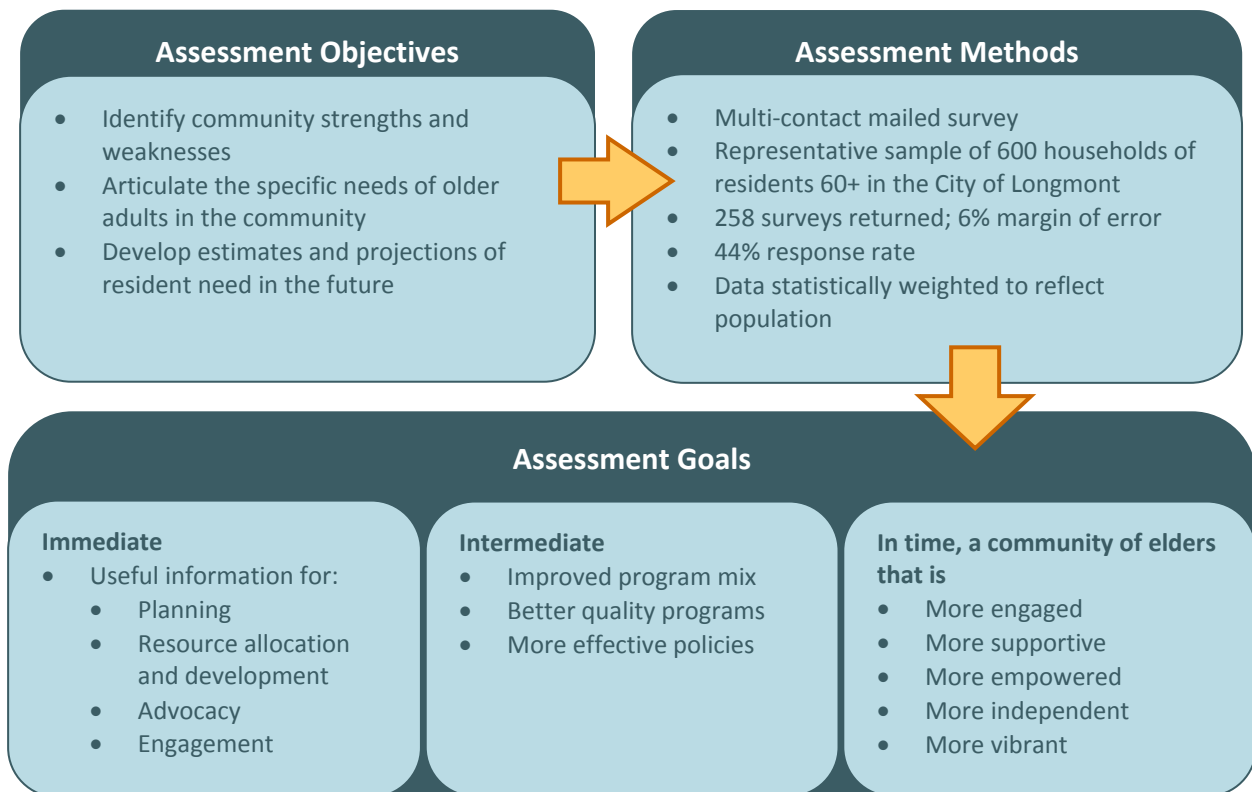 Assessment Objectives
• Identify community strengths and
weaknesses
• Articulate the specific needs of older
adults in the community
• Develop estimates and projections of
resident need in the future
Assessment Methods
• Multi-contact mailed survey
• Representative sample of 600 households of
residents 60+ in the City of Longmont
• 258 surveys returned; 6% margin of error
• 44% response rate
• Data statistically weighted to reflect
population
Assessment Goals
Immediate
• Useful information for:
• Planning
• Resource allocation
and development
• Advocacy
• Engagement
Intermediate
• Improved program mix
• Better quality programs
• More effective policies
In time, a community of elders
that is
• More engaged
• More supportive
• More empowered
• More independent
• More vibrant